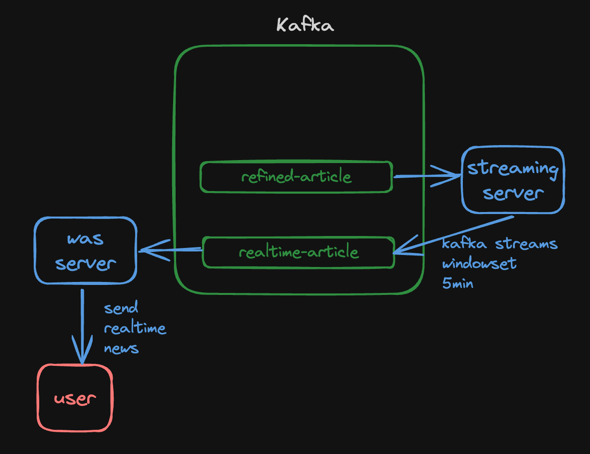 Kafka
refined-article
streaming
server
realtime-article
kafka streams
windowset
5min
was
server
send
realtime
news
user